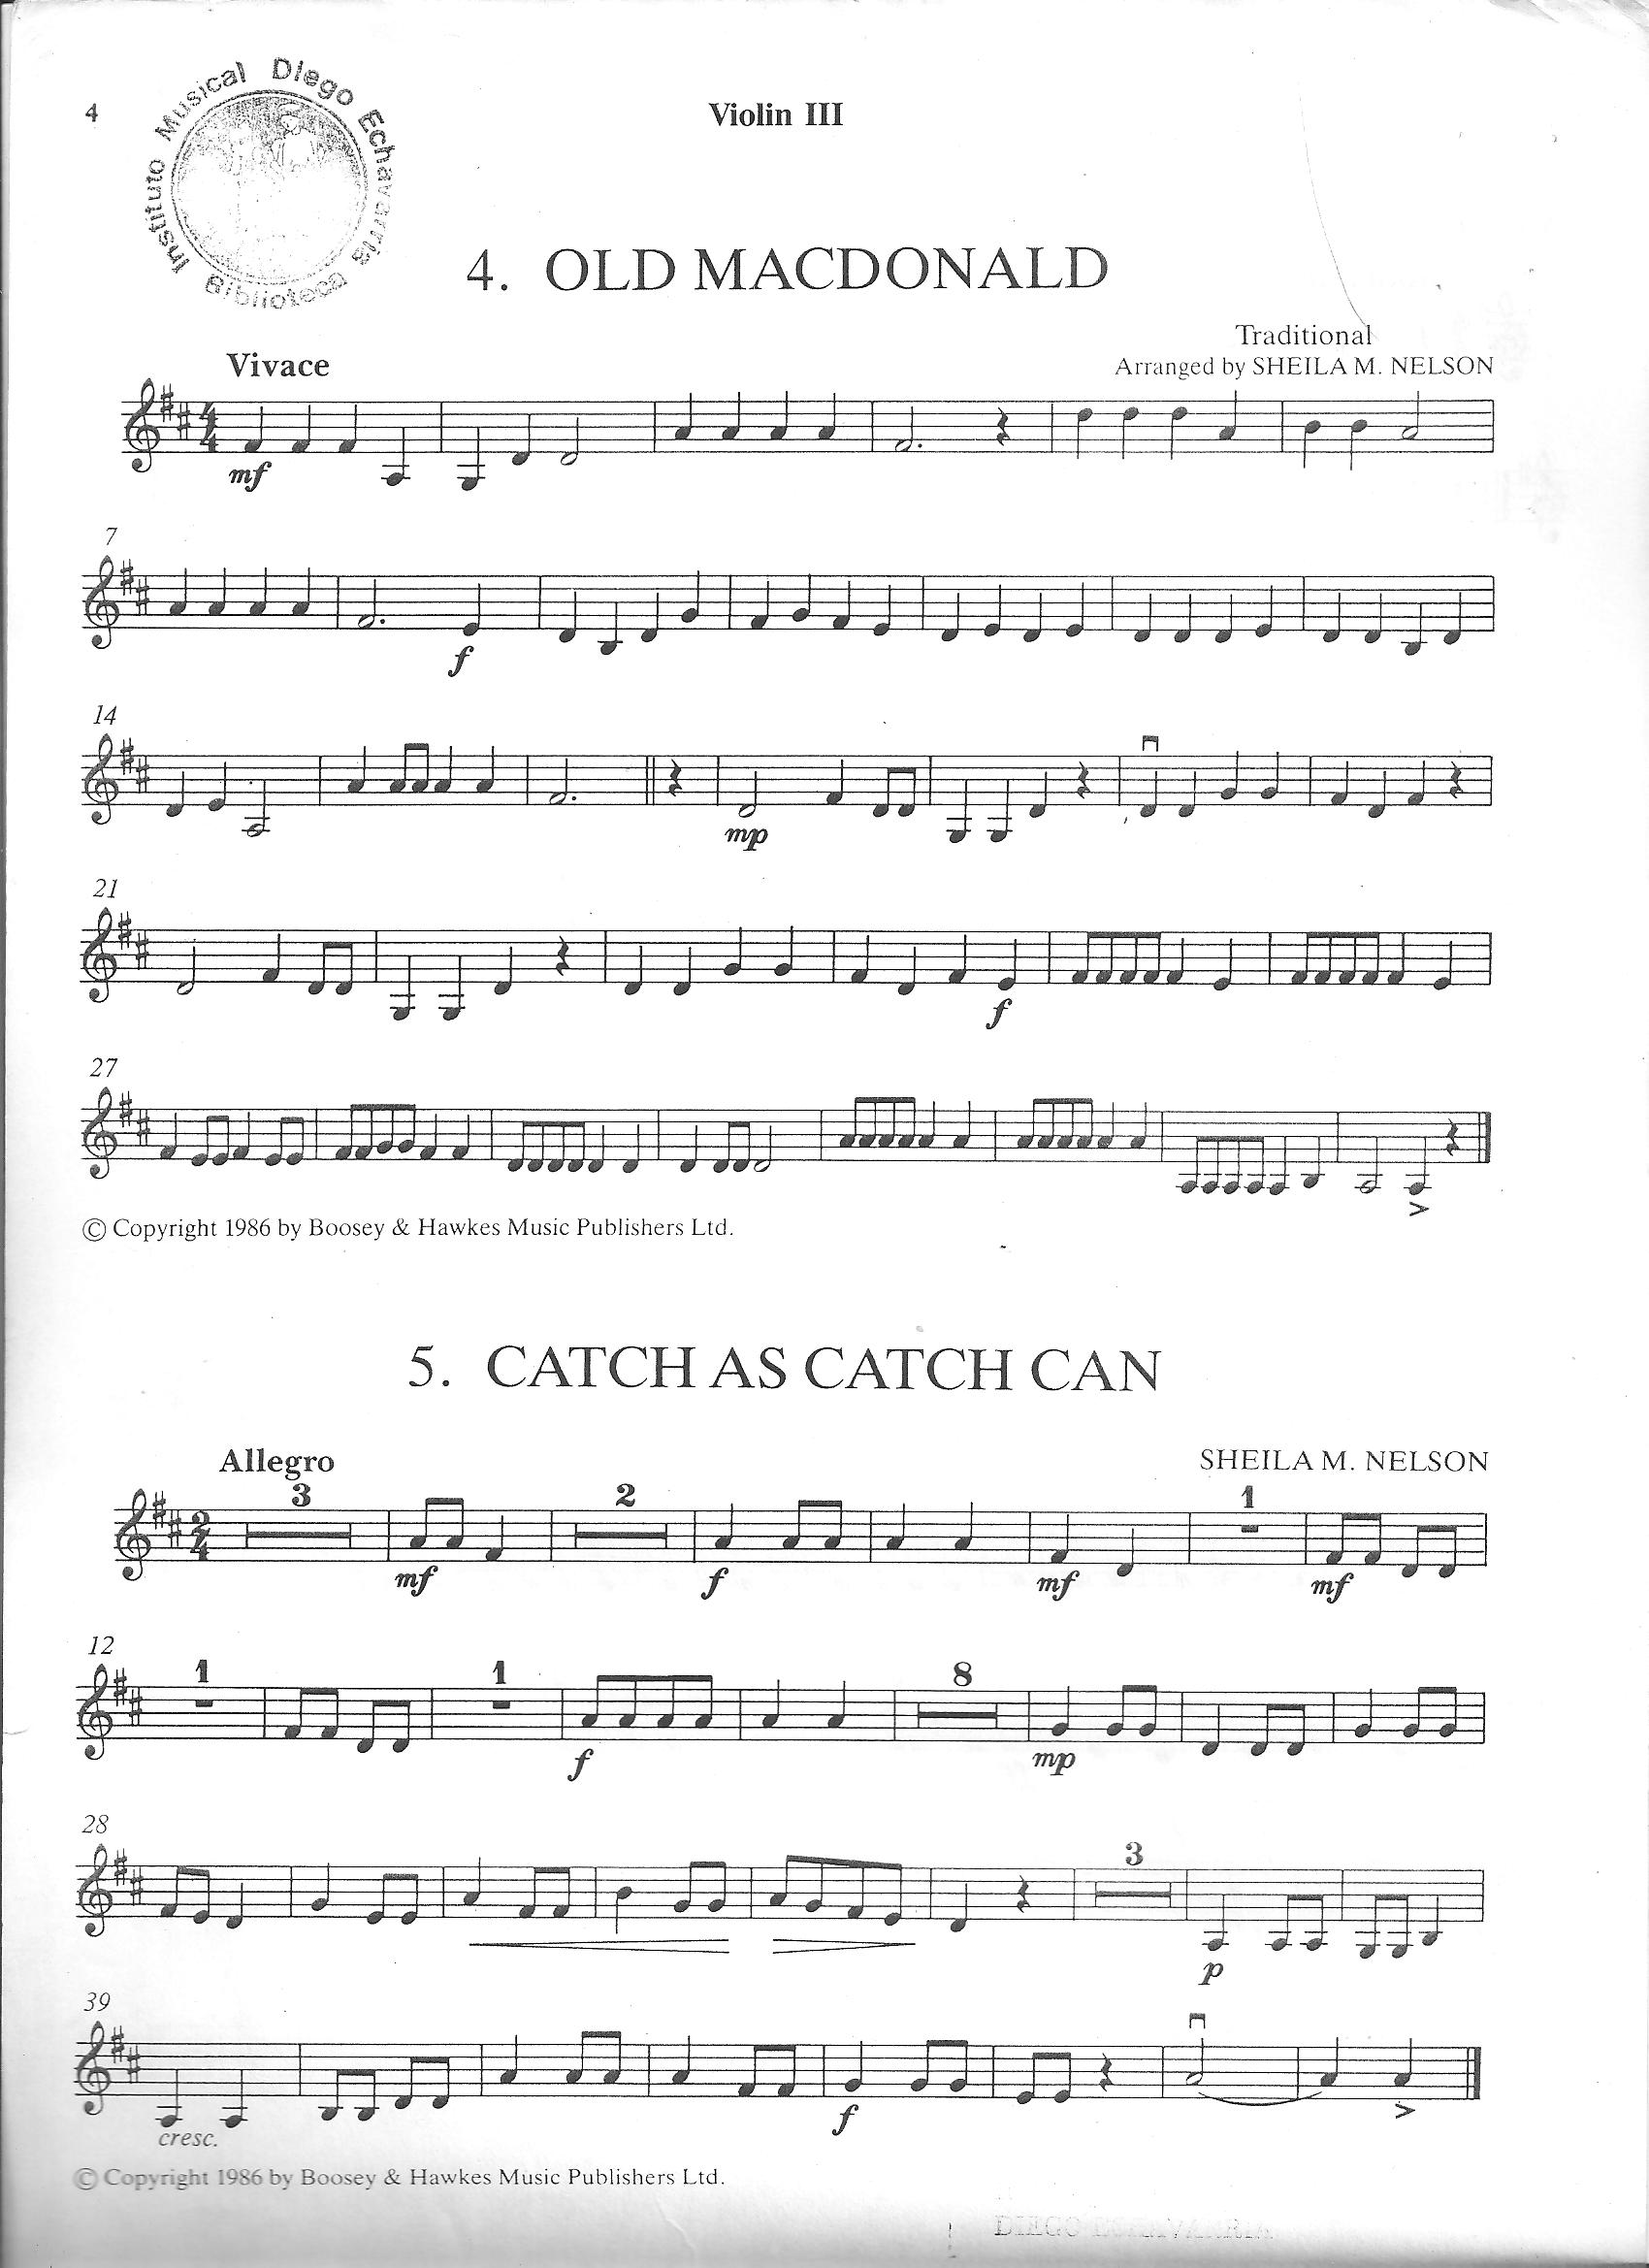 Instituto Musical Diego Echavarria
Biblioteca
4
Violin III
4. OLD MACDONALD
Traditional
Vivace
Arranged by SHEILA M. NELSON
mf
7
f
14
mp
21
f
27
© Copyright 1986 by Boosey & Hawkes Music Publishers Ltd.
5. CATCH AS CATCH CAN
Allegro
SHEILA M. NELSON
3 2 1
mf f mf mf
12
1 1 8
f mp
28
3
p
39
f
cresc.
© Copyright 1986 by Boosey & Hawkes Music Publishers Ltd.
DIEGO